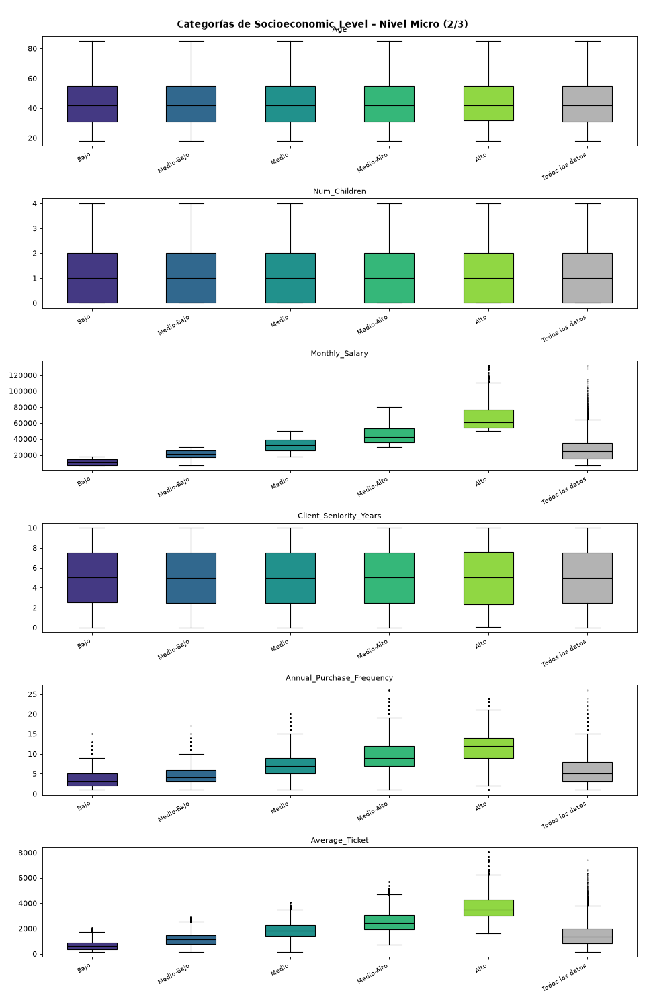 Categorías de Socioeconomic_Level – Nivel Micro (2/3)
Age
80
60
40
20
Bajo
Medio-Bajo
Medio
Medio-Alto
Alto
Todos los datos
Num_Children
4
3
2
1
0
Bajo
Medio-Bajo
Medio
Medio-Alto
Alto
Todos los datos
Monthly_Salary
120000
100000
80000
60000
40000
20000
Bajo
Medio-Bajo
Medio
Medio-Alto
Alto
Todos los datos
Client_Seniority_Years
10
8
6
4
2
0
Bajo
Medio-Bajo
Medio
Medio-Alto
Alto
Todos los datos
Annual_Purchase_Frequency
25
20
15
10
5
0
Bajo
Medio-Bajo
Medio
Medio-Alto
Alto
Todos los datos
Average_Ticket
8000
6000
4000
2000
0
Bajo
Medio-Bajo
Medio
Medio-Alto
Alto
Todos los datos